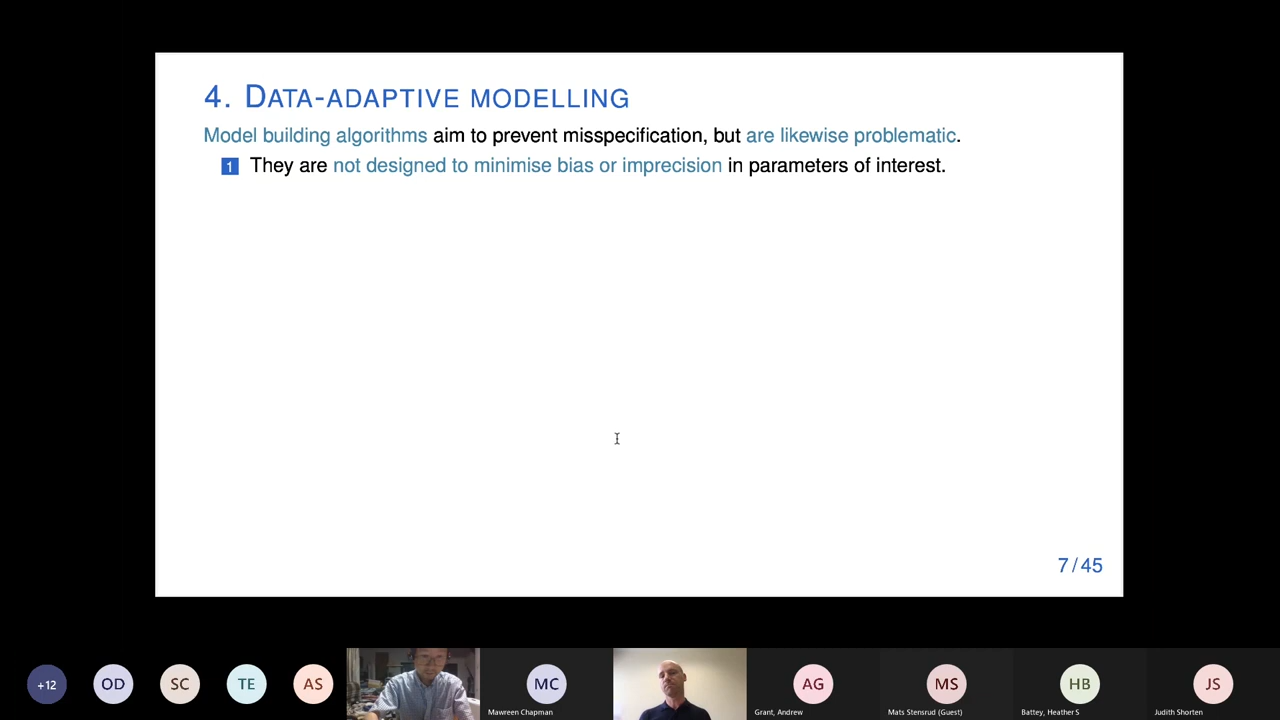 4. DATA-ADAPTIVE MODELLING
Model building algorithms aim to prevent misspecification, but are likewise problematic.
1 They are not designed to minimise bias or imprecision in parameters of interest.
7/45
+12
OD
SC
TE
AS
MC
AG
MS
HB
JS
Mawreen Chapman
Grant, Andrew
Mats Stensrud (Guest)
Battey, Heather S
Judith Shorten